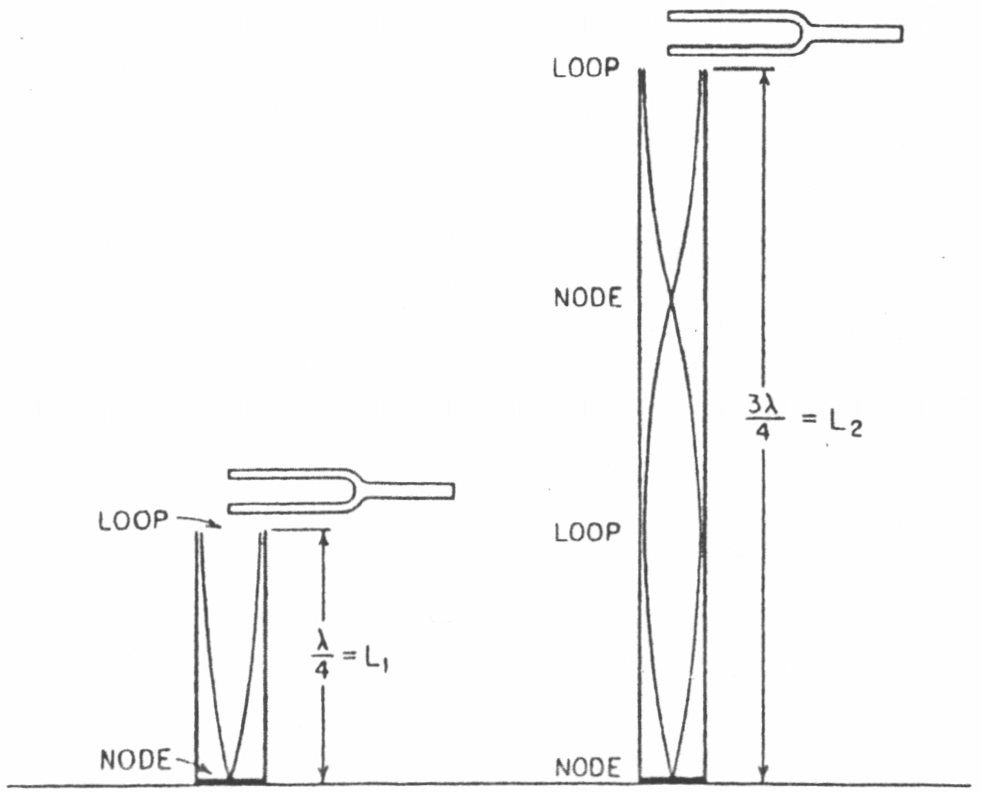 LOOP
NODE
3λ/4 = L₂
LOOP
LOOP
λ/4 = L₁
NODE
NODE